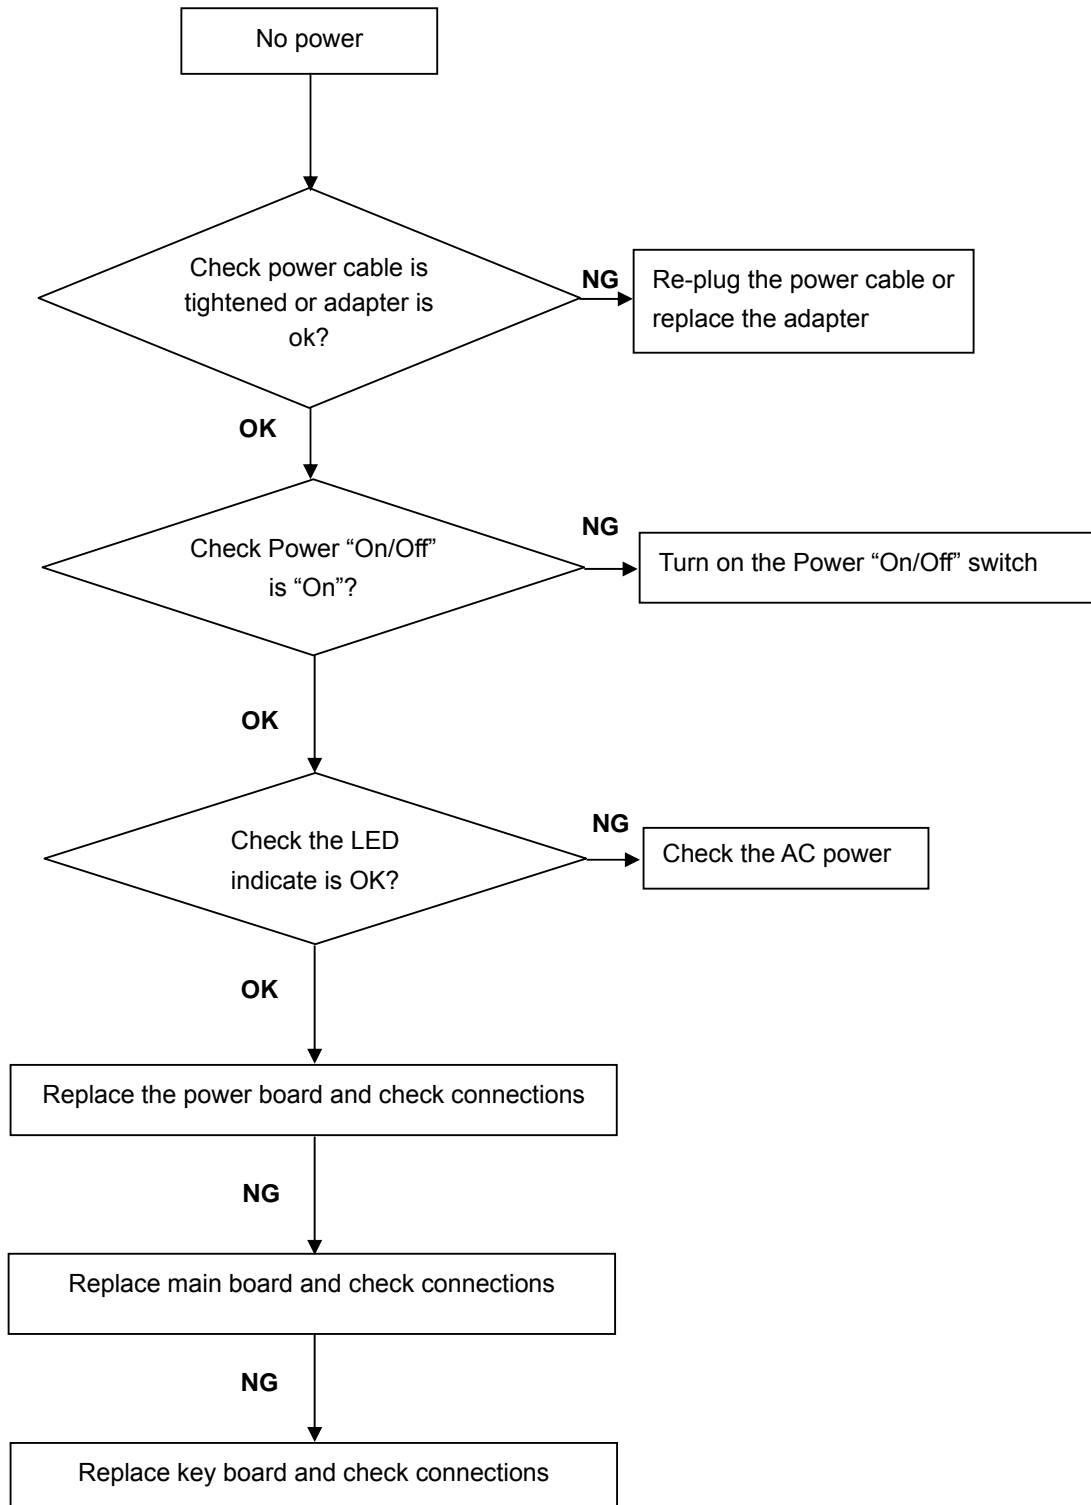 No power
Check power cable is
tightened or adapter is
ok?
NG
Re-plug the power cable or
replace the adapter
OK
Check Power “On/Off”
is “On”?
NG
Turn on the Power “On/Off” switch
OK
Check the LED
indicate is OK?
NG
Check the AC power
OK
Replace the power board and check connections
NG
Replace main board and check connections
NG
Replace key board and check connections